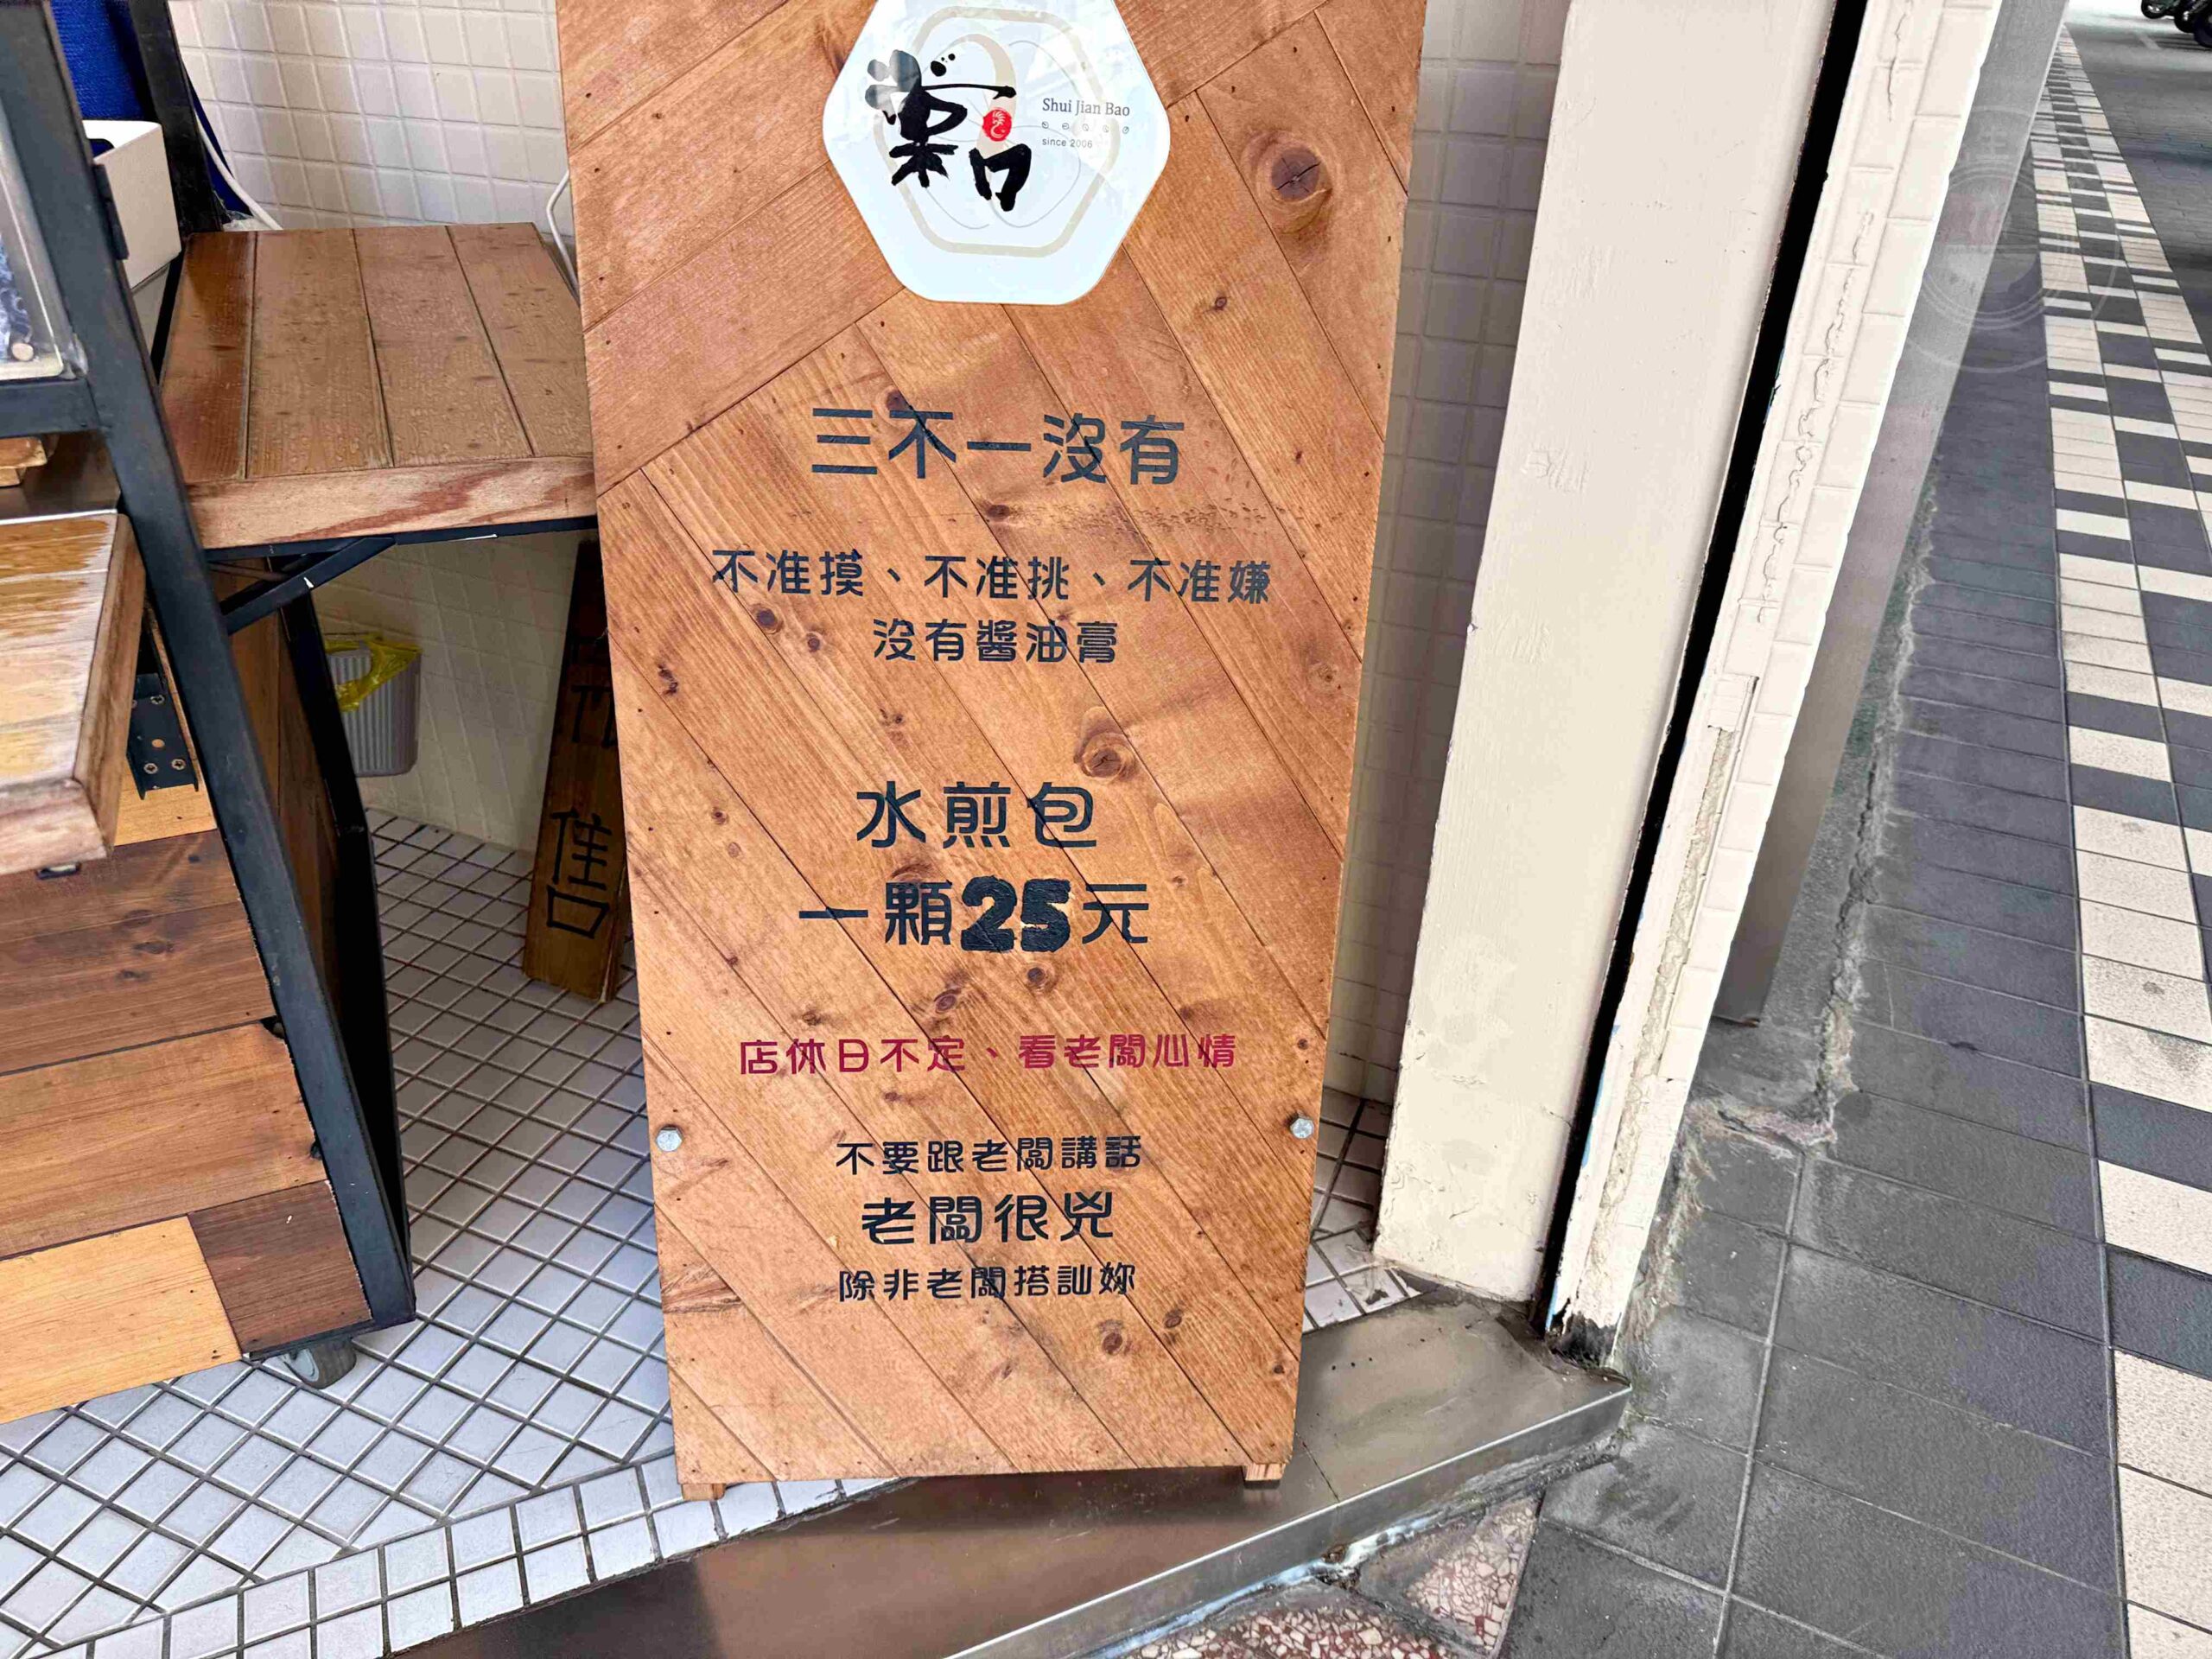 Shui Jian Bao
since 2006
三不一沒有
不准摸、不准挑、不准嫌
沒有醬油膏
水煎包
一顆25元
店休日不定、看老闆心情
不要跟老闆講話
老闆很兇
除非老闆搭訕妳
售